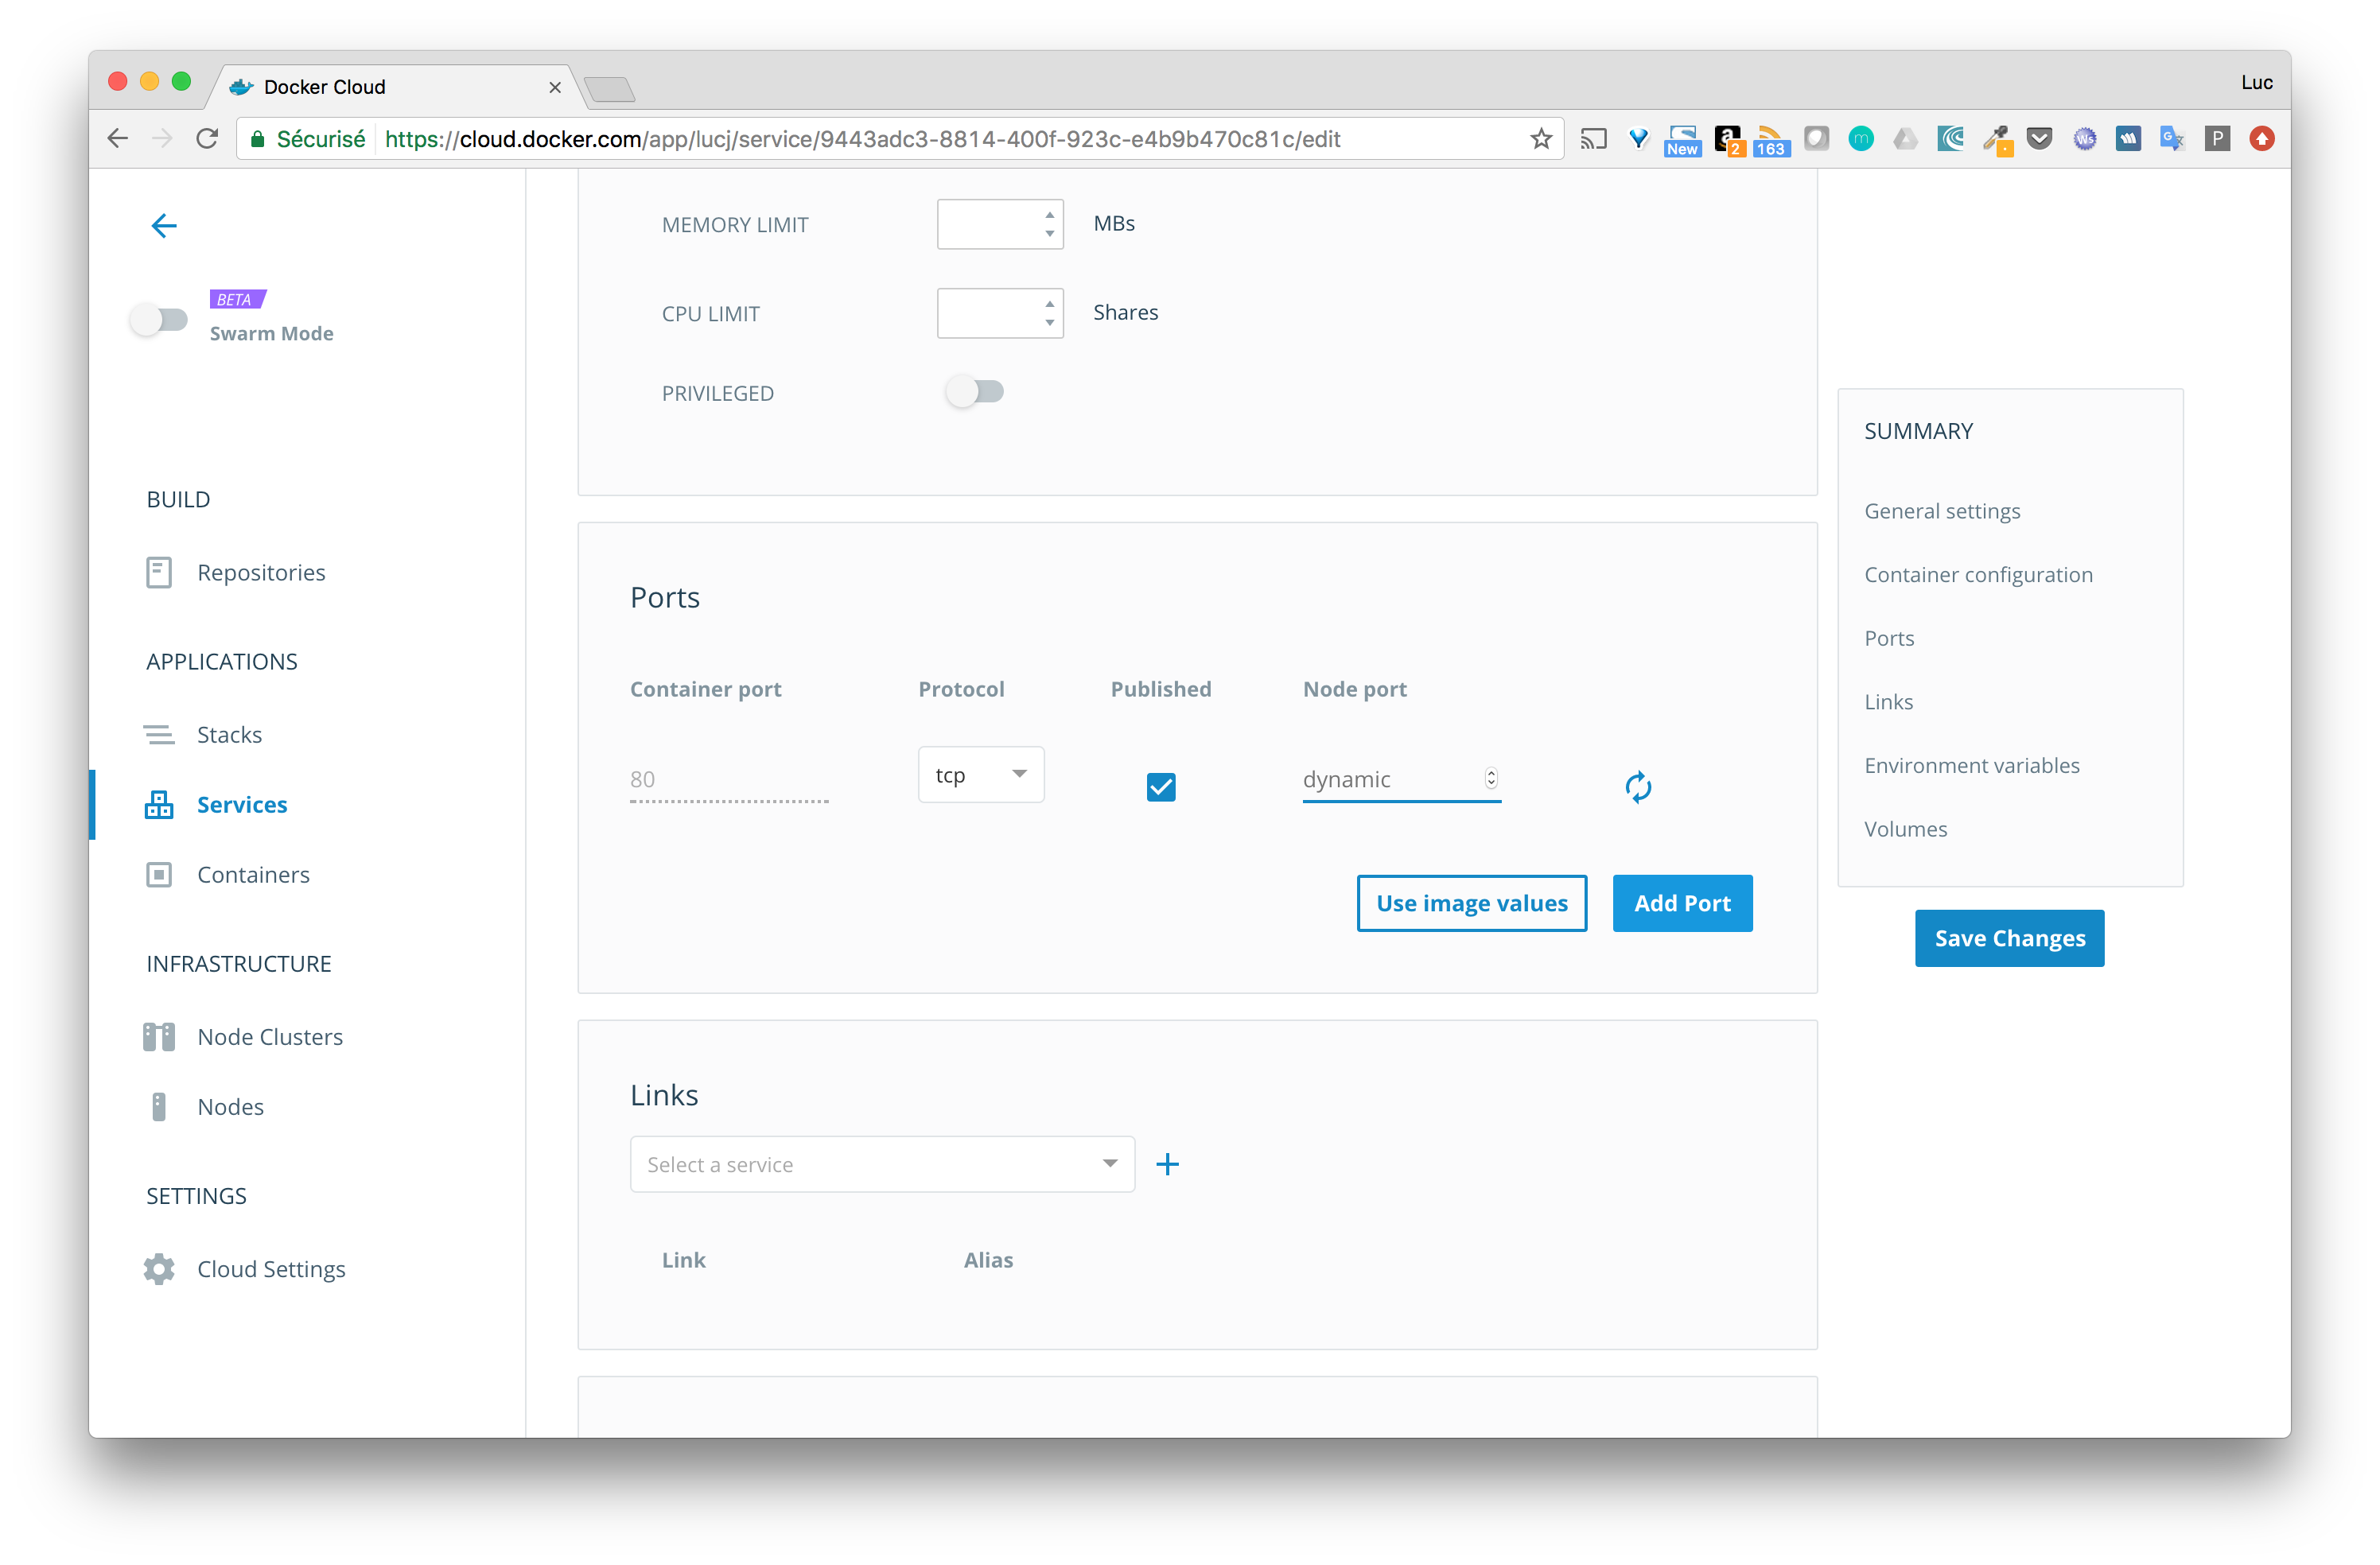 Docker Cloud
Luc
Sécurisé https://cloud.docker.com/app/lucj/service/9443adc3-8814-400f-923c-e4b9b470c81c/edit
New
a 2
163
m
Ws
G
P
BETA
Swarm Mode
BUILD
Repositories
APPLICATIONS
Stacks
Services
Containers
INFRASTRUCTURE
Node Clusters
Nodes
SETTINGS
Cloud Settings
MEMORY LIMIT MBs
CPU LIMIT Shares
PRIVILEGED
Ports
Container port Protocol Published Node port
80 tcp dynamic
Use image values Add Port
Links
Select a service
Link Alias
SUMMARY
General settings
Container configuration
Ports
Links
Environment variables
Volumes
Save Changes